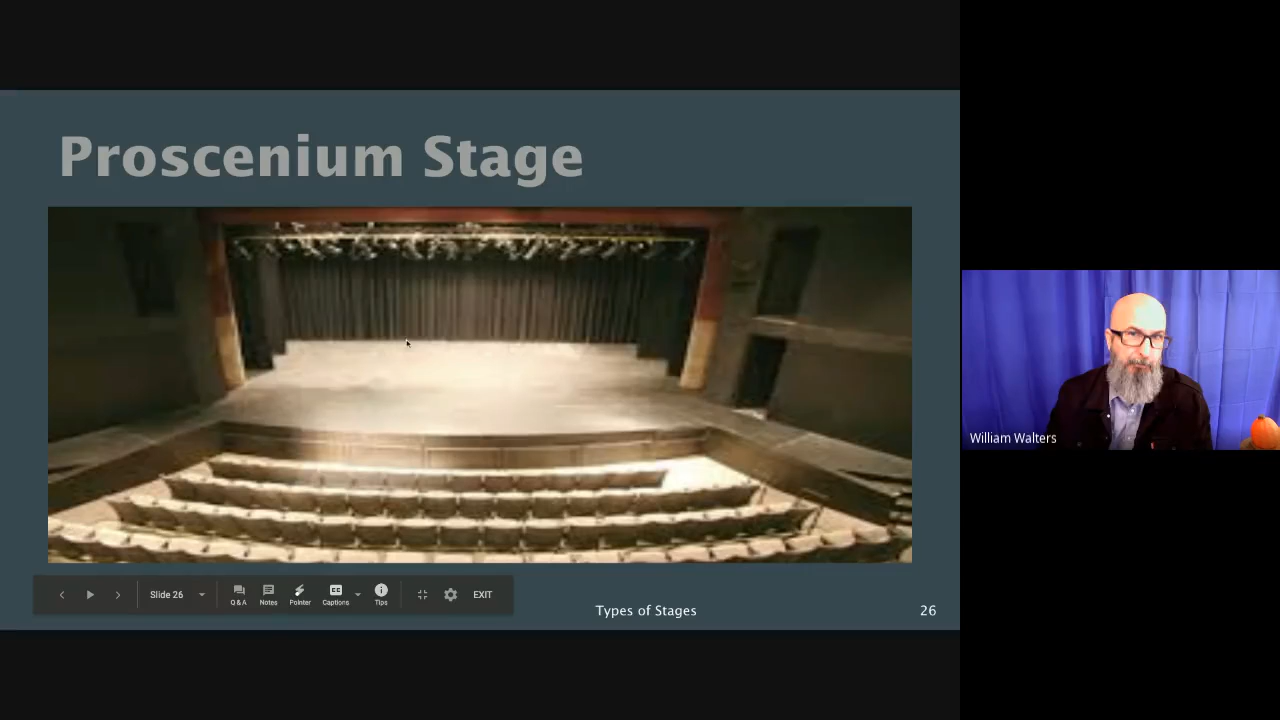 Proscenium Stage
Slide 26
Q & A
Notes
Pointer
Captions
Tips
EXIT
Types of Stages
26
William Walters